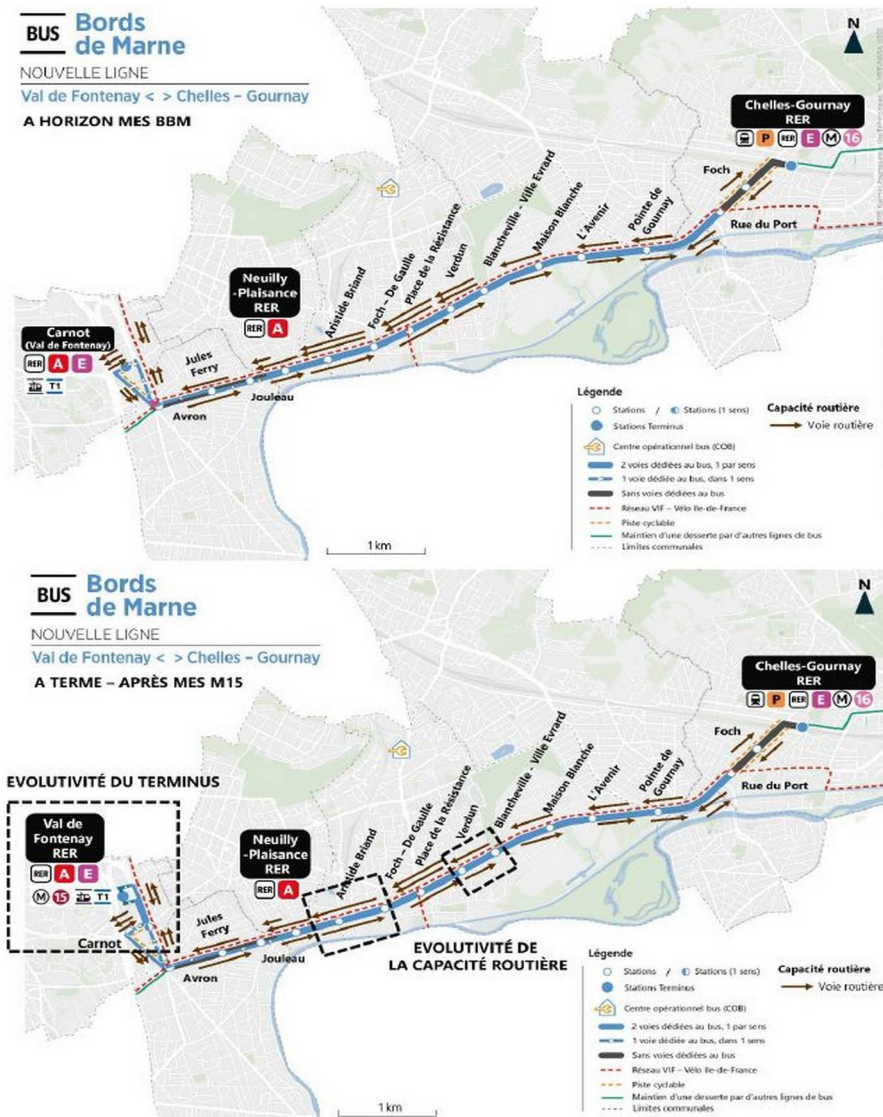 BUS Bords
de Marne
NOUVELLE LIGNE
Val de Fontenay < > Chelles – Gournay
A HORIZON MES BBM
N
Chelles-Gournay
RER
P RER E M 16
Foch
Rue du Port
Pointe de
Gournay
L'Avenir
Maison Blanche
Blancheville - Ville Evrard
Verdun
Place de la Résistance
Foch – De Gaulle
Aristide Briand
Neuilly
-Plaisance
RER
RER A
Carnot
(Val de Fontenay)
RER A E
T1
Jules
Ferry
Avron
Jouleau
1 km
Légende
Stations / Stations (1 sens)
Stations Terminus
Centre opérationnel bus (COB)
2 voies dédiées au bus, 1 par sens
1 voie dédiée au bus, dans 1 sens
Sans voies dédiées au bus
Réseau VIF – Vélo Ile-de-France
Piste cyclable
Maintien d'une desserte par d'autres lignes de bus
Limites communales
Capacité routière
Voie routière
BUS Bords
de Marne
NOUVELLE LIGNE
Val de Fontenay < > Chelles – Gournay
A TERME – APRÈS MES M15
N
Chelles-Gournay
RER
P RER E M 16
Foch
Rue du Port
Pointe de
Gournay
L'Avenir
Maison Blanche
Blancheville - Ville Evrard
Verdun
Place de la Résistance
Foch – De Gaulle
Aristide Briand
EVOLUTIVITÉ DU TERMINUS
Val de
Fontenay
RER
RER A E
M 15 T1
Carnot
Neuilly
-Plaisance
RER
RER A
Jules
Ferry
Avron
Jouleau
EVOLUTIVITÉ DE
LA CAPACITÉ ROUTIÈRE
1 km
Légende
Stations / Stations (1 sens)
Stations Terminus
Centre opérationnel bus (COB)
2 voies dédiées au bus, 1 par sens
1 voie dédiée au bus, dans 1 sens
Sans voies dédiées au bus
Réseau VIF – Vélo Ile-de-France
Piste cyclable
Maintien d'une desserte par d'autres lignes de bus
Limites communales
Capacité routière
Voie routière